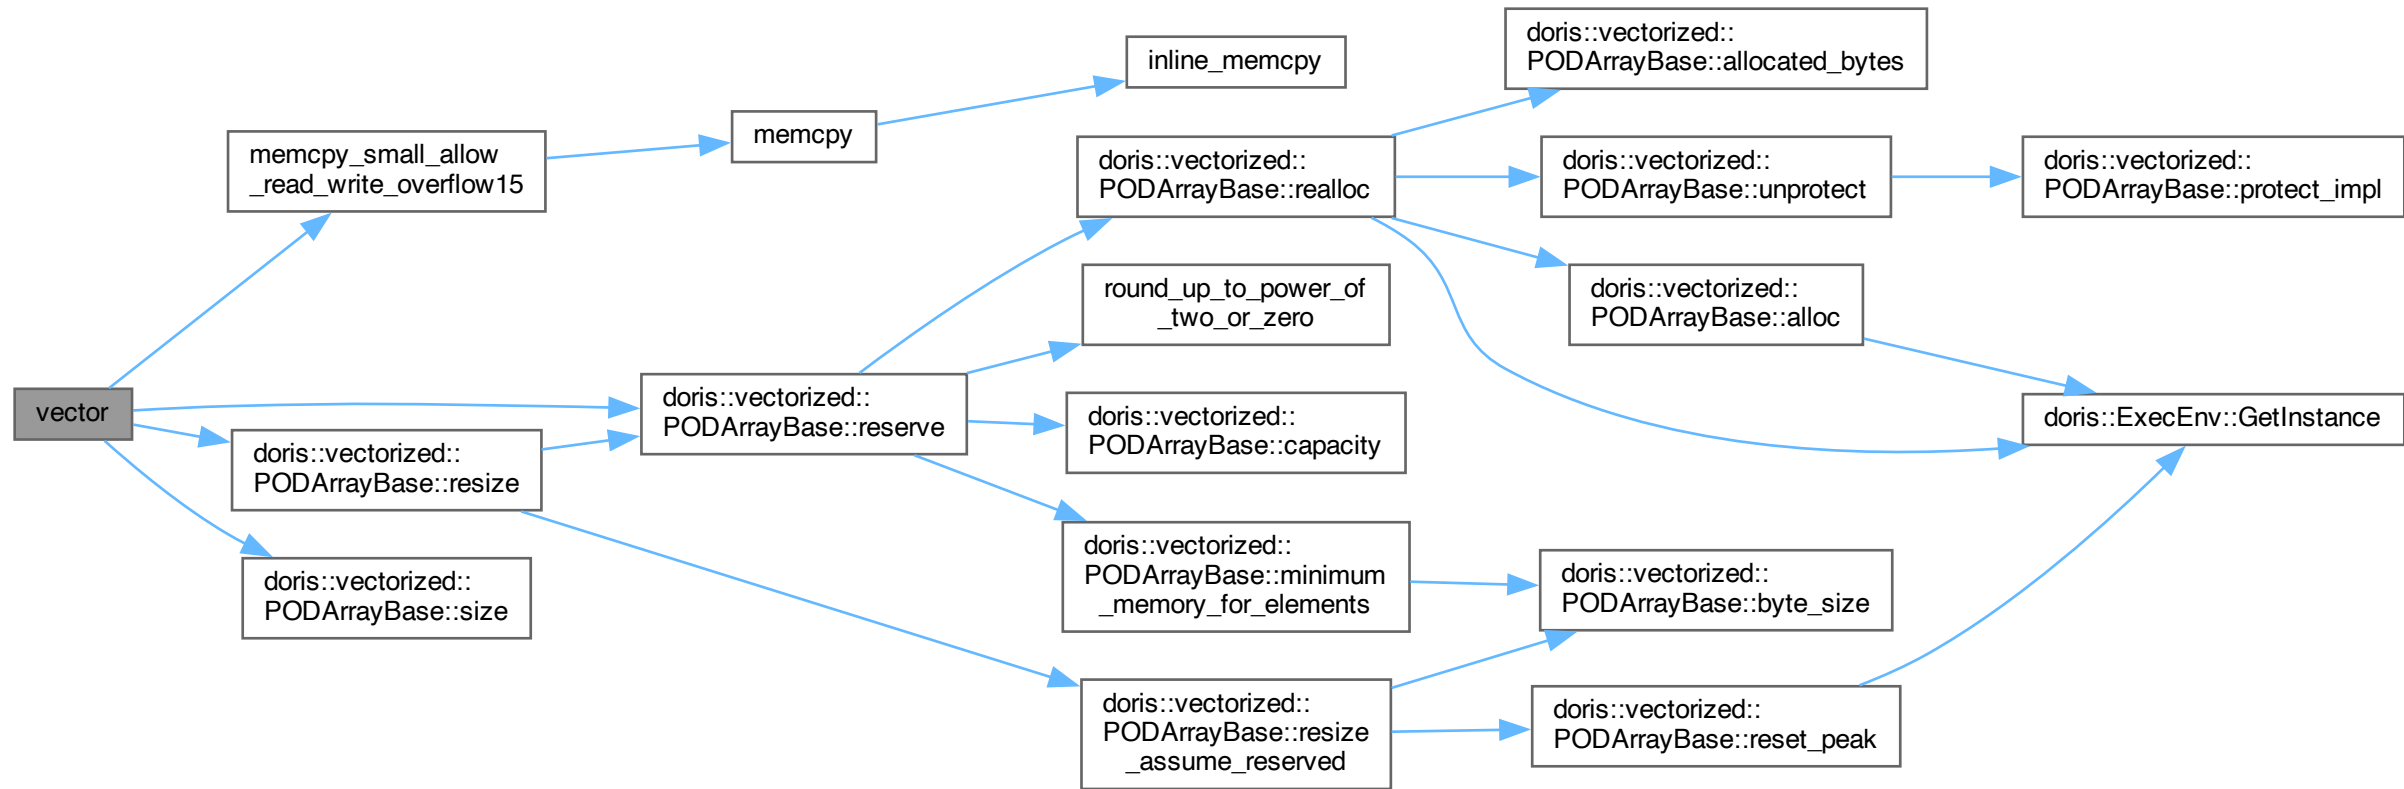 vector
memcpy_small_allow
_read_write_overflow15
doris::vectorized::
PODArrayBase::resize
doris::vectorized::
PODArrayBase::size
memcpy
doris::vectorized::
PODArrayBase::reserve
inline_memcpy
doris::vectorized::
PODArrayBase::realloc
round_up_to_power_of
_two_or_zero
doris::vectorized::
PODArrayBase::capacity
doris::vectorized::
PODArrayBase::minimum
_memory_for_elements
doris::vectorized::
PODArrayBase::resize
_assume_reserved
doris::vectorized::
PODArrayBase::allocated_bytes
doris::vectorized::
PODArrayBase::unprotect
doris::vectorized::
PODArrayBase::alloc
doris::vectorized::
PODArrayBase::byte_size
doris::vectorized::
PODArrayBase::reset_peak
doris::vectorized::
PODArrayBase::protect_impl
doris::ExecEnv::GetInstance